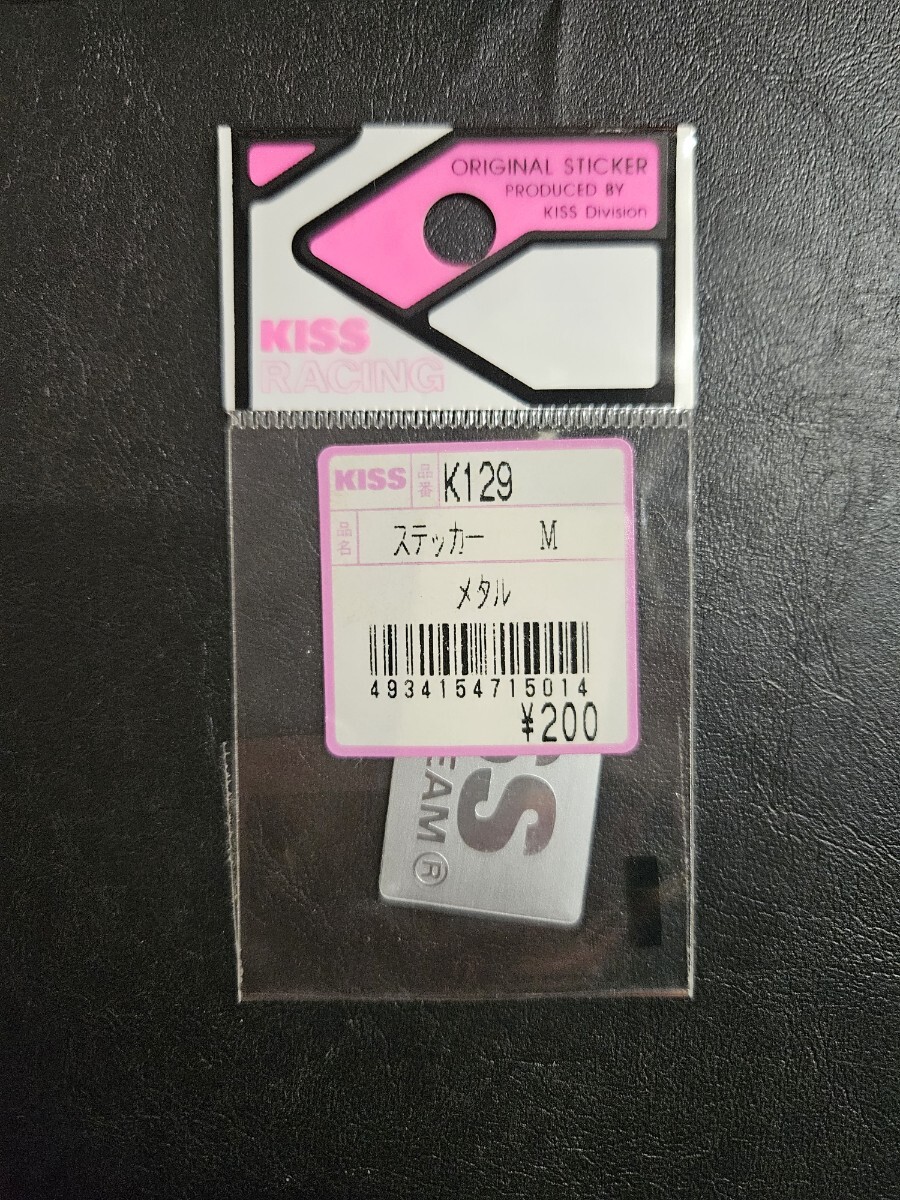 ORIGINAL STICKER
PRODUCED BY
KISS Division
KISS
RACING
KISS 品番 K129
品名 ステッカー M
メタル
4934154715014
¥200
SS
EAM®